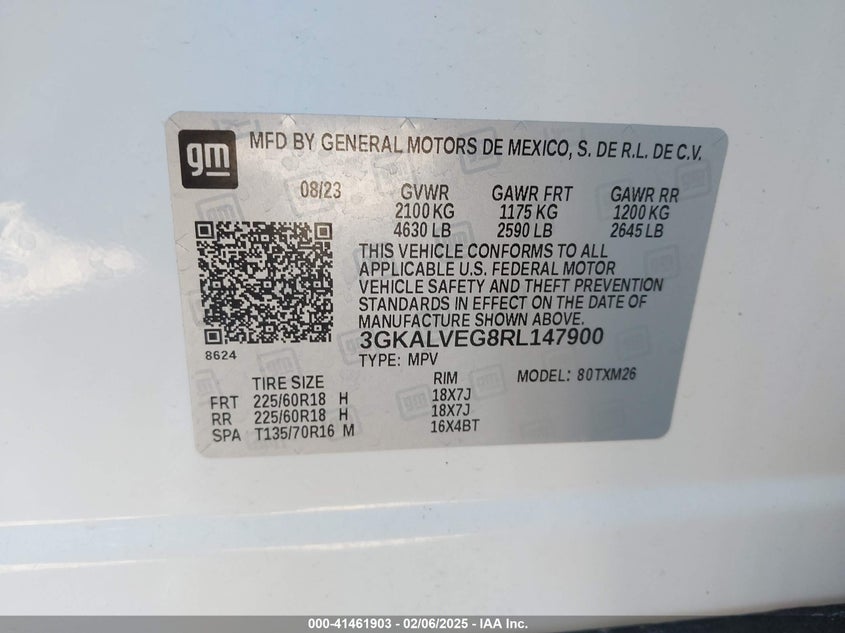 gm MFD BY GENERAL MOTORS DE MEXICO, S. DE R.L. DE C.V.
08/23 GVWR GAWR FRT GAWR RR
2100 KG 1175 KG 1200 KG
4630 LB 2590 LB 2645 LB
THIS VEHICLE CONFORMS TO ALL
APPLICABLE U.S. FEDERAL MOTOR
VEHICLE SAFETY AND THEFT PREVENTION
STANDARDS IN EFFECT ON THE DATE OF
MANUFACTURE SHOWN ABOVE.
8624
3GKALVEG8RL147900
TYPE: MPV
TIRE SIZE RIM MODEL: 80TXM26
FRT 225/60R18 H 18X7J
RR 225/60R18 H 18X7J
SPA T135/70R16 M 16X4BT
000-41461903 - 02/06/2025 - IAA Inc.